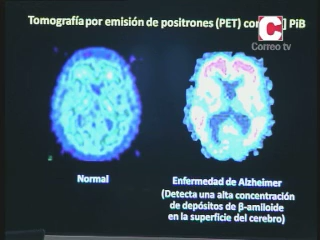 Tomografía por emisión de positrones (PET) con ] PiB
C
Correo tv
Normal
Enfermedad de Alzheimer
(Detecta una alta concentración
de depósitos de β-amiloide
en la superficie del cerebro)